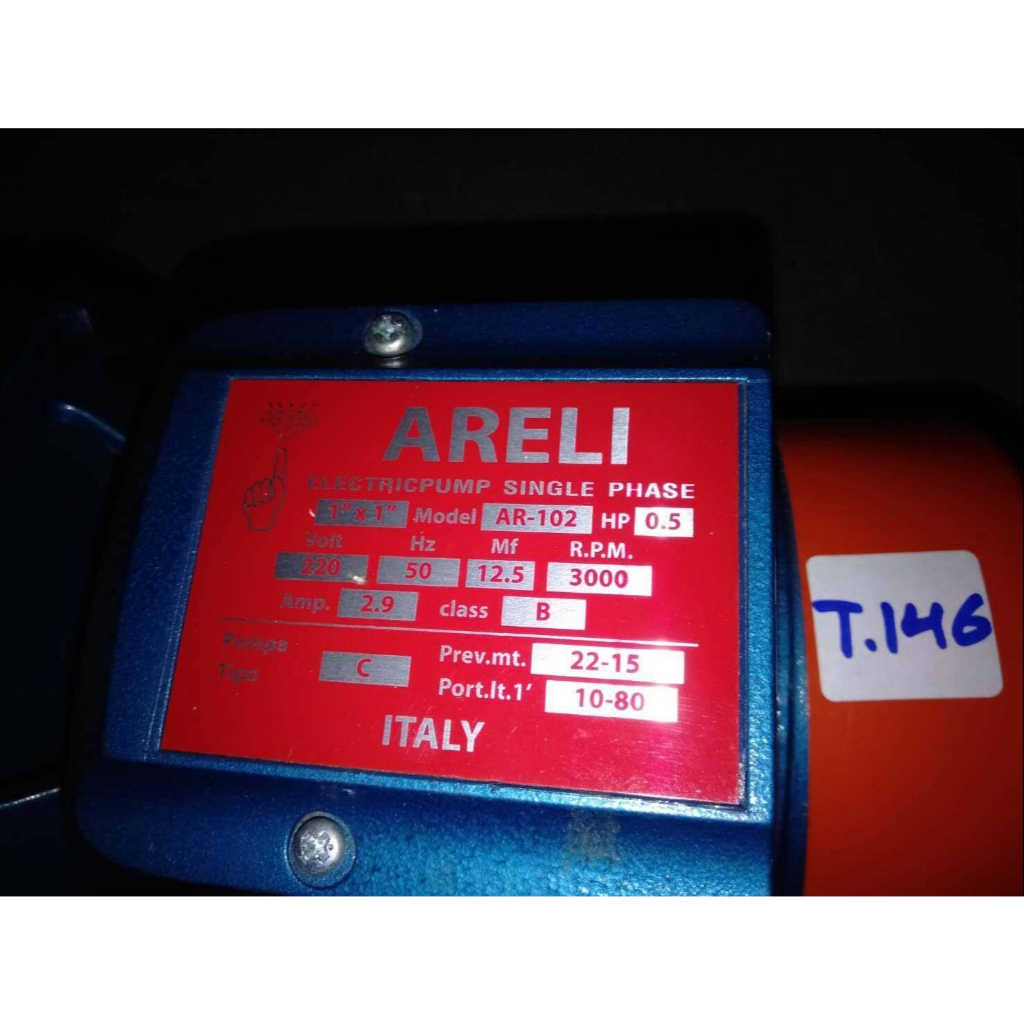 ARELI
ELECTRICPUMP SINGLE PHASE
1"x1" Model AR-102 HP 0.5
Volt Hz Mf R.P.M.
220 50 12.5 3000
Amp. 2.9 class B
Pompa
Tipo C
Prev.mt. 22-15
Port.lt.1' 10-80
ITALY
T.146